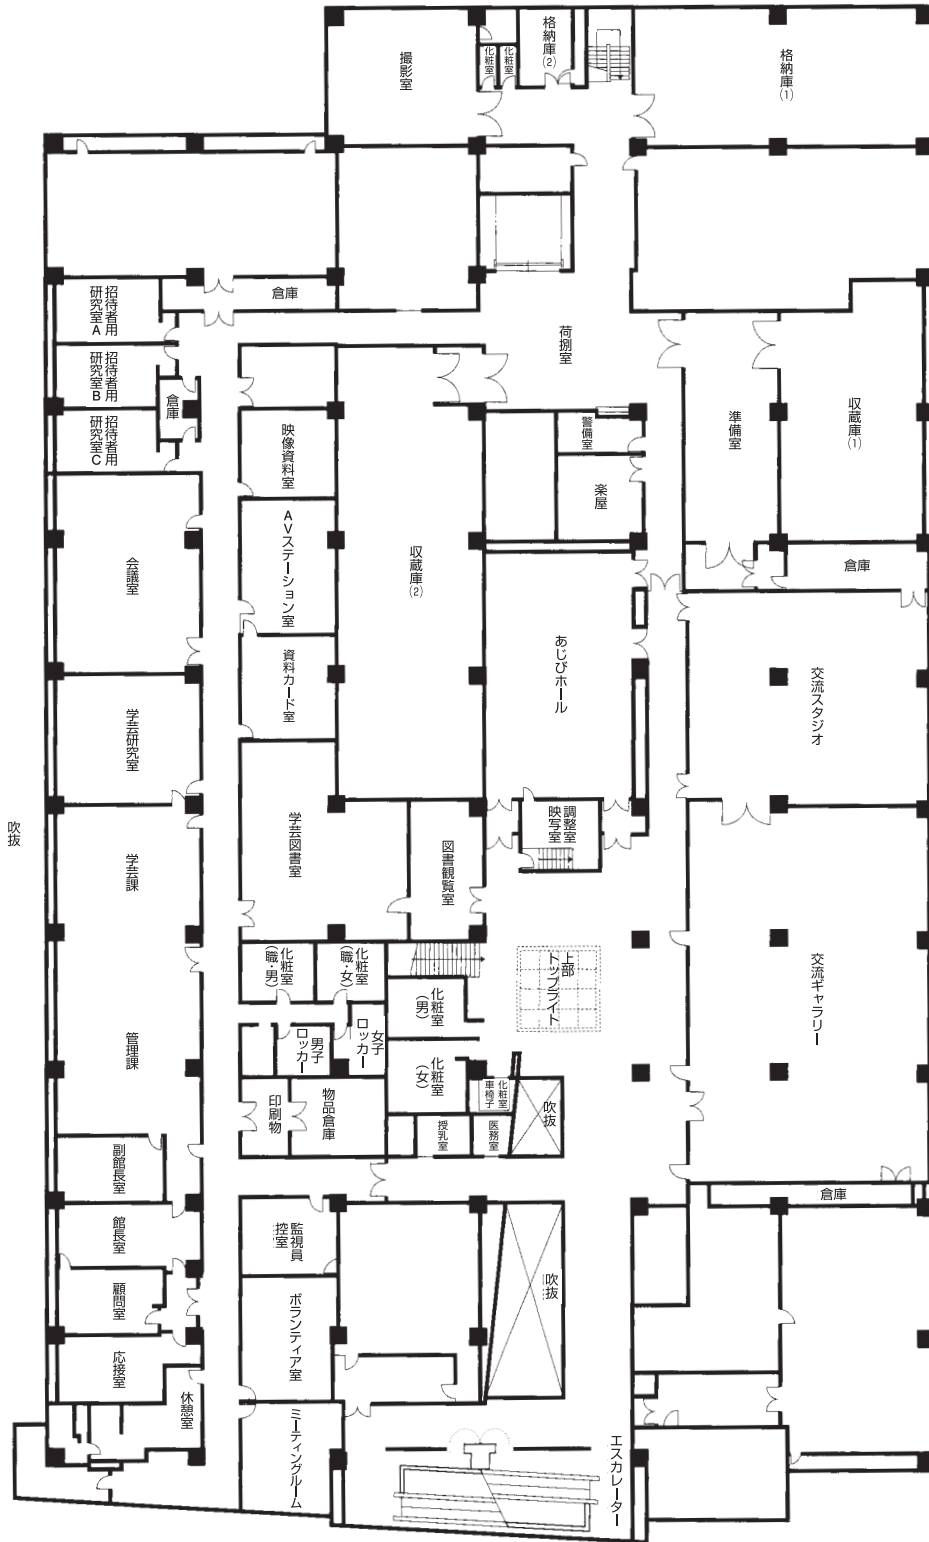 撮影室
化粧室
化粧室
格納庫(2)
格納庫(1)
招待者用
研究室A
倉庫
荷捌室
招待者用
研究室B
倉庫
招待者用
研究室C
映像資料室
警備室
楽屋
準備室
収蔵庫(1)
会議室
AVステーション室
収蔵庫(2)
倉庫
学芸研究室
資料カード室
あじびホール
交流スタジオ
吹抜
学芸課
学芸図書室
図書観覧室
調整室
映写室
化粧室
(職・男)
化粧室
(職・女)
化粧室
(男)
上部
トップライト
交流ギャラリー
管理課
男子
ロッカー
女子
ロッカー
化粧室
(女)
化粧室
車椅子
吹抜
印刷物
物品倉庫
授乳室
医務室
副館長室
倉庫
館長室
監視員
控室
吹抜
顧問室
ボランティア室
応接室
休憩室
ミーティングルーム
エスカレーター